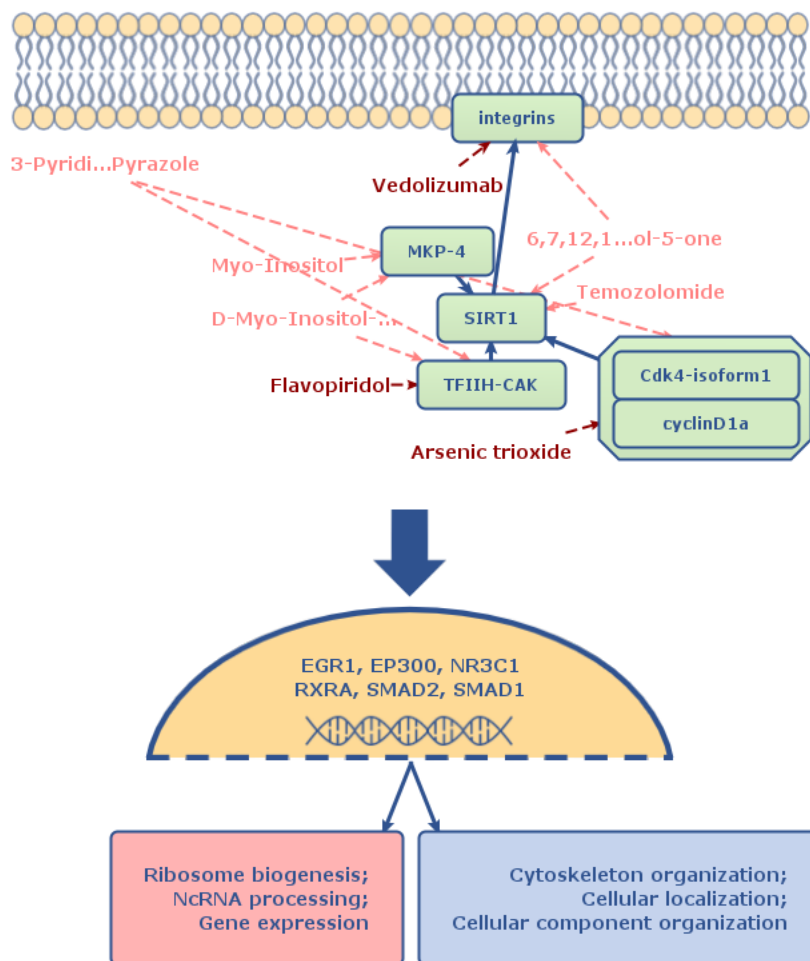 integrins
3-Pyridi...Pyrazole
Vedolizumab
6,7,12,1...ol-5-one
MKP-4
Myo-Inositol
Temozolomide
D-Myo-Inositol-...
SIRT1
Cdk4-isoform1
Flavopiridol
TFIIH-CAK
cyclinD1a
Arsenic trioxide
EGR1, EP300, NR3C1
RXRA, SMAD2, SMAD1
Ribosome biogenesis;
NcRNA processing;
Gene expression
Cytoskeleton organization;
Cellular localization;
Cellular component organization